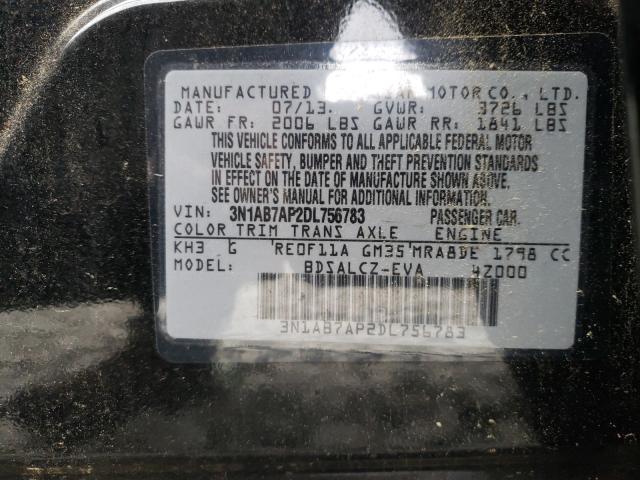 MANUFACTURED MOTOR CO., LTD.
DATE: 07/13. GVWR: 3726 LBS
GAWR FR: 2006 LBS GAWR RR: 1841 LBS
THIS VEHICLE CONFORMS TO ALL APPLICABLE FEDERAL MOTOR
VEHICLE SAFETY, BUMPER AND THEFT PREVENTION STANDARDS
IN EFFECT ON THE DATE OF MANUFACTURE SHOWN ABOVE.
SEE OWNER'S MANUAL FOR ADDITIONAL INFORMATION.
VIN: 3N1AB7AP2DL756783 PASSENGER CAR.
COLOR TRIM TRANS AXLE ENGINE
KH3 G RE0F11A GM35 MRA8DE 1798 CC
MODEL: BDSALCZ-EVA 4Z000
3N1AB7AP2DL756783